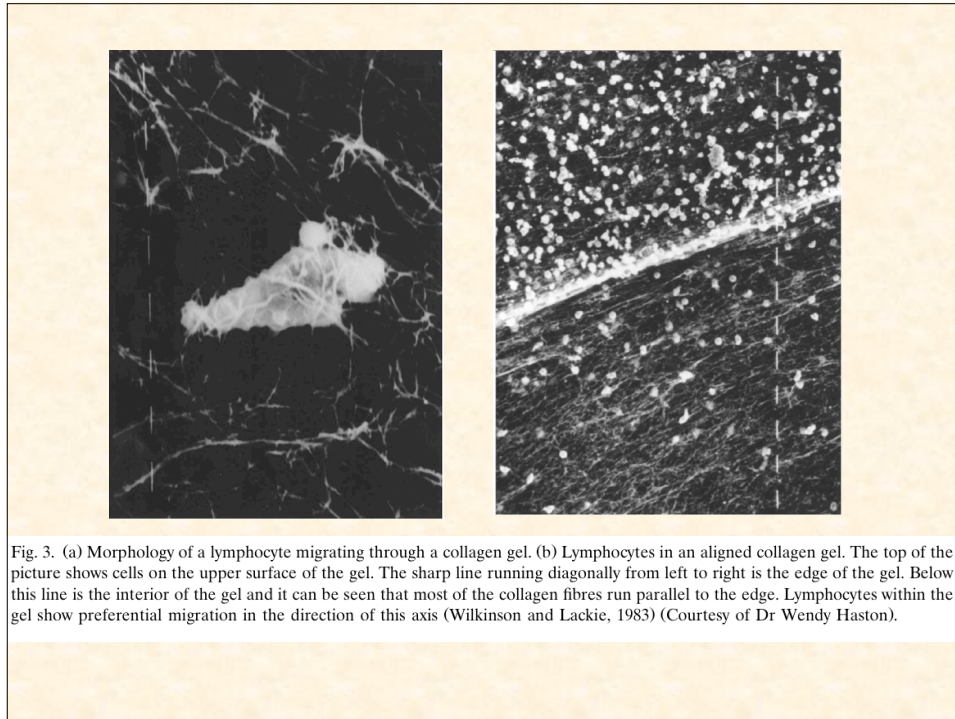 Fig. 3. (a) Morphology of a lymphocyte migrating through a collagen gel. (b) Lymphocytes in an aligned collagen gel. The top of the
picture shows cells on the upper surface of the gel. The sharp line running diagonally from left to right is the edge of the gel. Below
this line is the interior of the gel and it can be seen that most of the collagen fibres run parallel to the edge. Lymphocytes within the
gel show preferential migration in the direction of this axis (Wilkinson and Lackie, 1983) (Courtesy of Dr Wendy Haston).